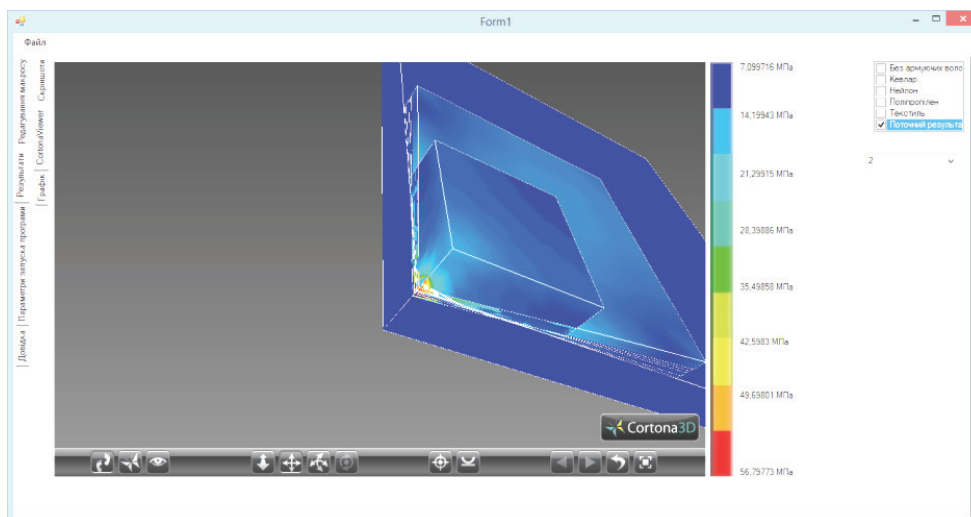 Form1
Файл
Довідка
Параметри запуска програми
Результати
Редагування макросу
Графік
CortonaViewer
Скриншоти
7,099716 МПа
14,19943 МПа
21,29915 МПа
28,39886 МПа
35,49858 МПа
42,5983 МПа
49,69801 МПа
56,79773 МПа
Без армуючих воло
Кевлар
Нейлон
Поліпропілен
Текстиль
Поточний результа
2
Cortona3D